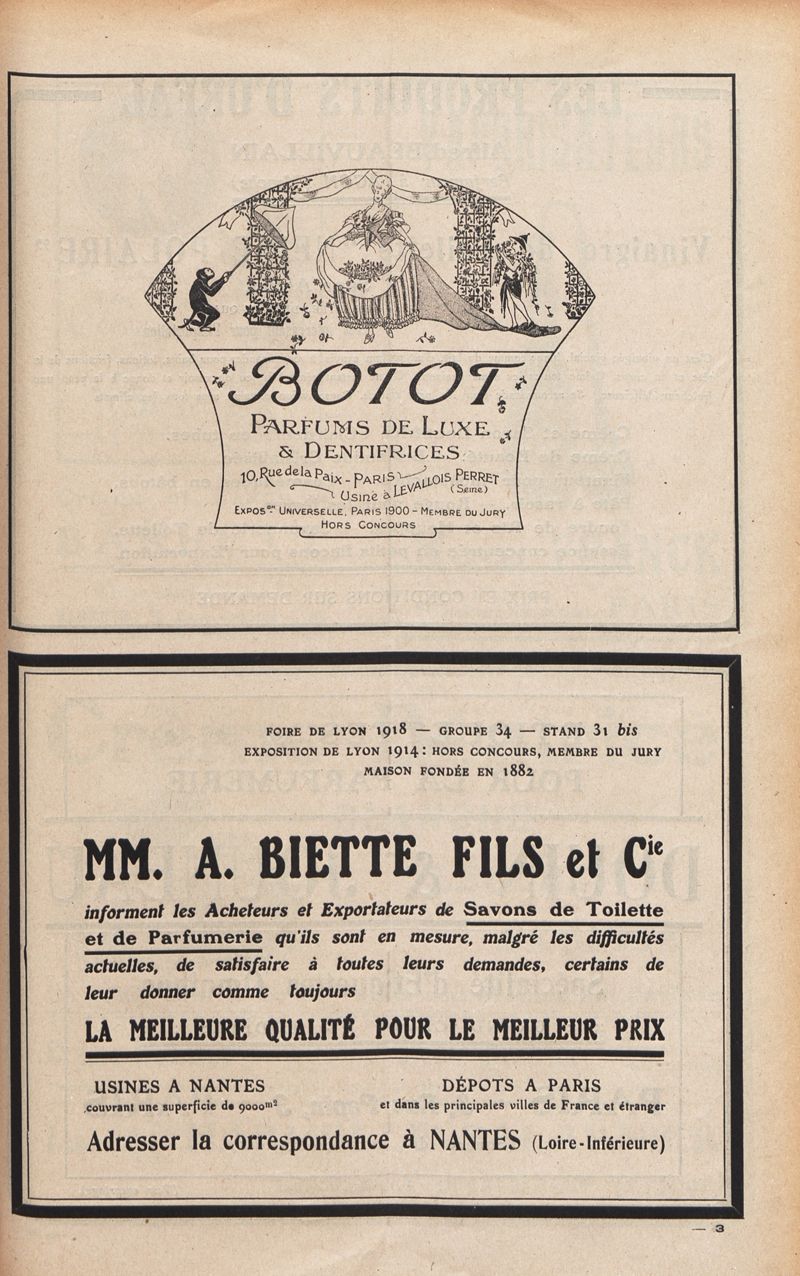 BOTOT
PARFUMS DE LUXE
& DENTIFRICES
10, Rue de la Paix - PARIS
Usine à LEVALLOIS PERRET
(Seine)
EXPOSon UNIVERSELLE, PARIS 1900 - MEMBRE DU JURY
HORS CONCOURS
FOIRE DE LYON 1918 — GROUPE 34 — STAND 31 bis
EXPOSITION DE LYON 1914 : HORS CONCOURS, MEMBRE DU JURY
MAISON FONDÉE EN 1882
MM. A. BIETTE FILS et Cie
informent les Acheteurs et Exportateurs de Savons de Toilette
et de Parfumerie qu'ils sont en mesure, malgré les difficultés
actuelles, de satisfaire à toutes leurs demandes, certains de
leur donner comme toujours
LA MEILLEURE QUALITÉ POUR LE MEILLEUR PRIX
USINES A NANTES
couvrant une superficie de 9000m2
DÉPOTS A PARIS
et dans les principales villes de France et étranger
Adresser la correspondance à NANTES (Loire-Inférieure)
— 3